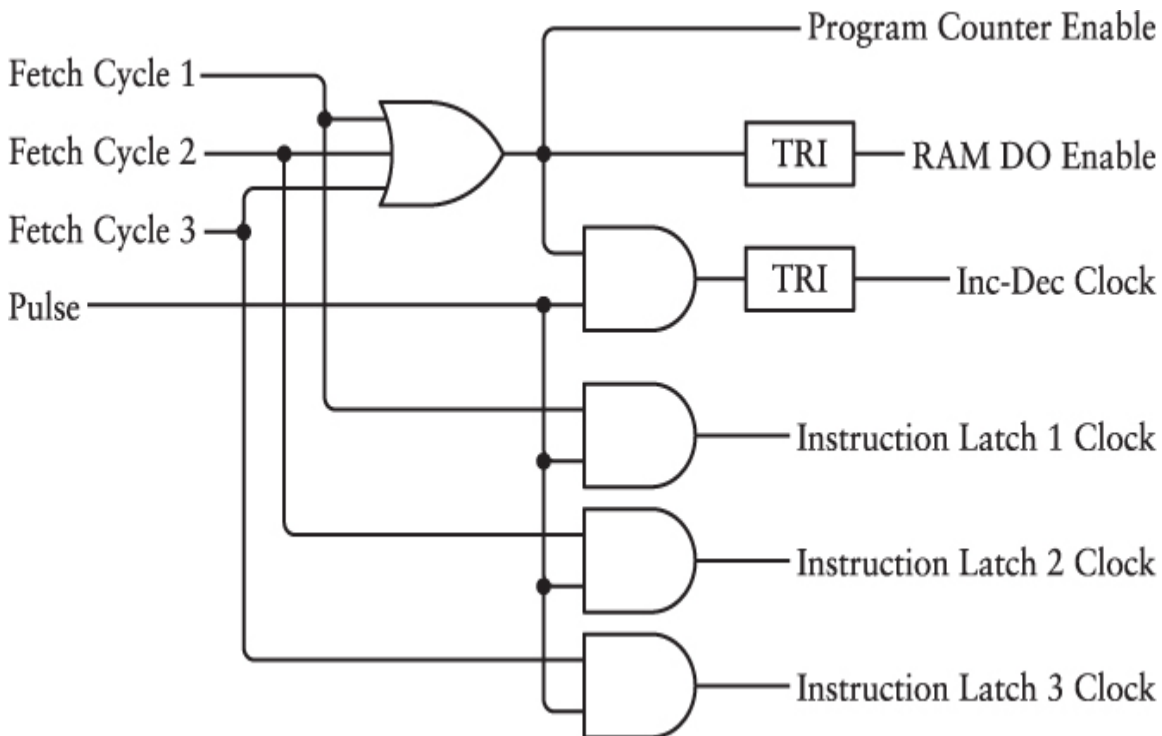 Program Counter Enable
Fetch Cycle 1
Fetch Cycle 2
TRI
RAM DO Enable
Fetch Cycle 3
TRI
Inc-Dec Clock
Pulse
Instruction Latch 1 Clock
Instruction Latch 2 Clock
Instruction Latch 3 Clock